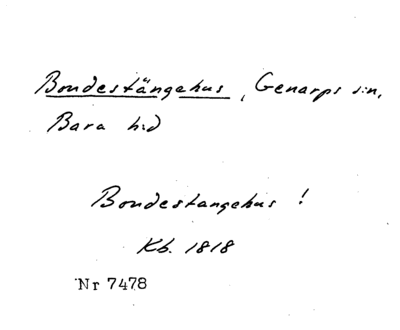 Bondestängehus, Genarps sn,
Bara hd
Bondestangehus !
Kb. 1818
Nr 7478